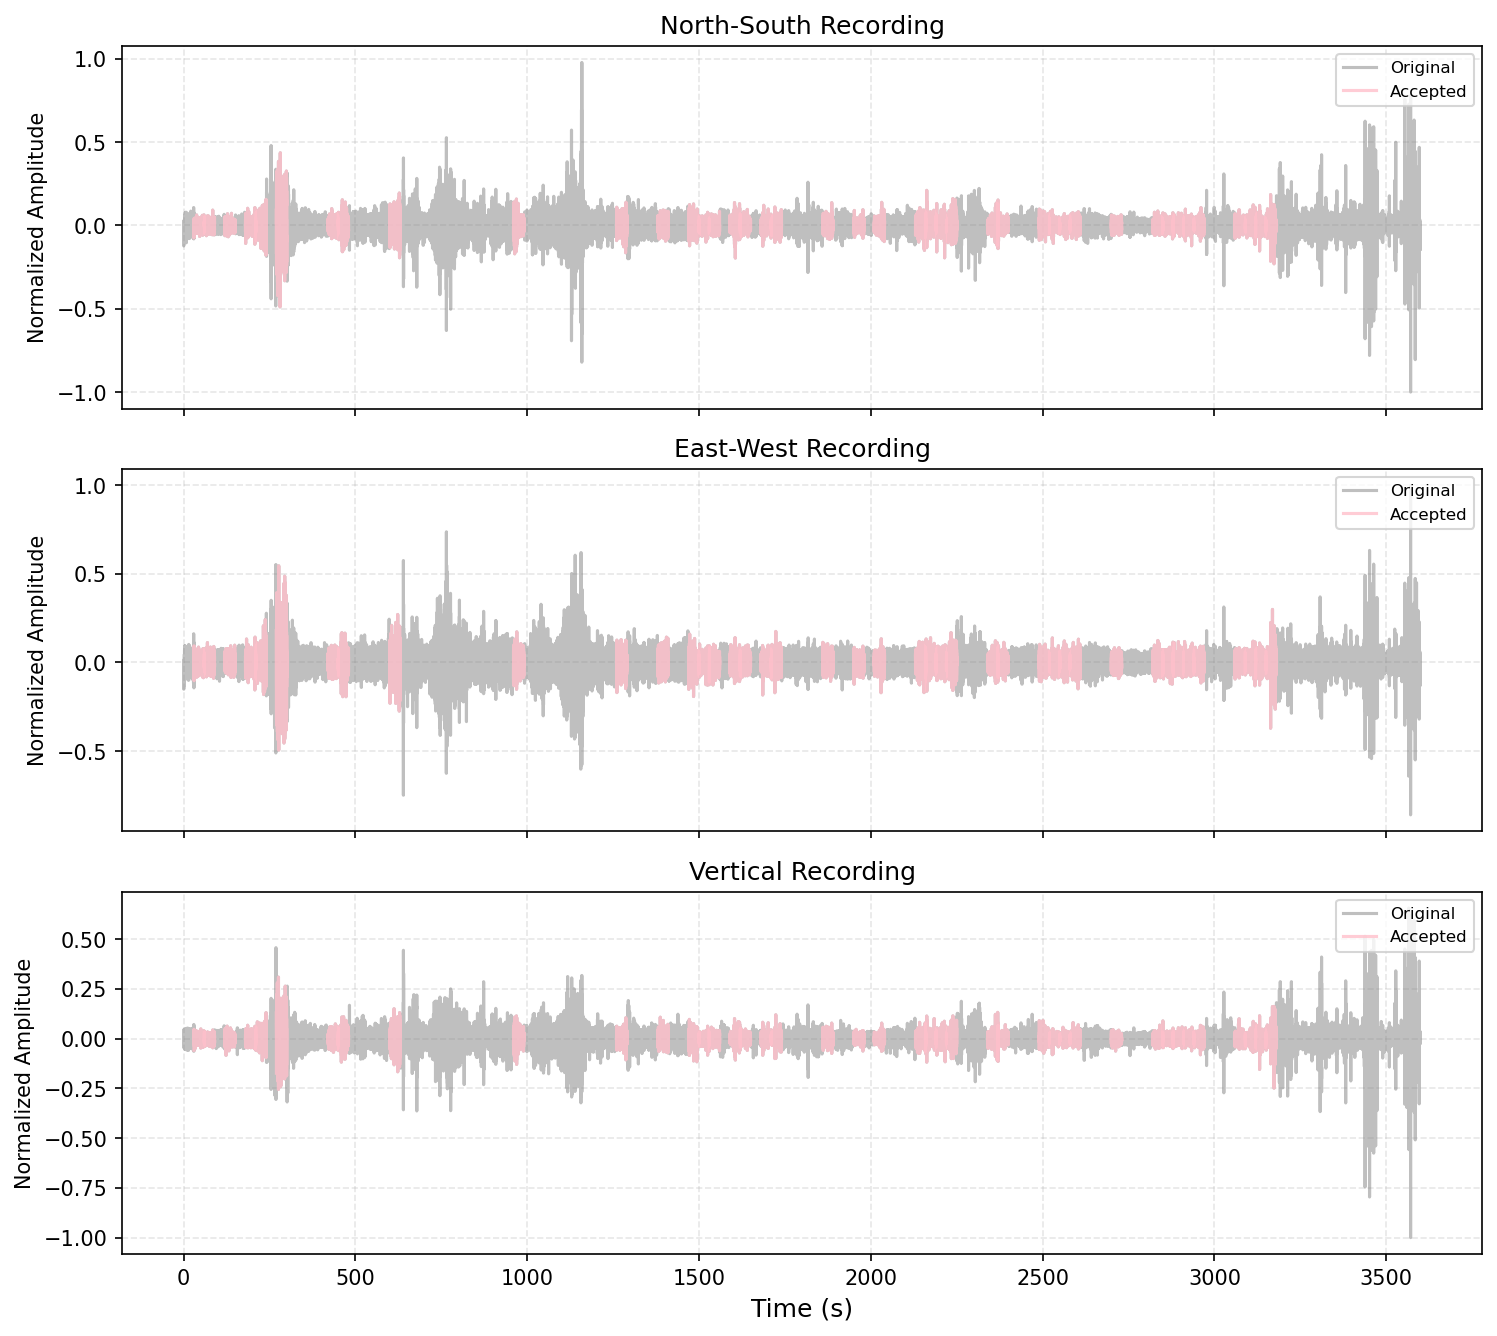 North-South Recording
1.0
0.5
0.0
−0.5
−1.0
Normalized Amplitude
Original
Accepted
East-West Recording
1.0
0.5
0.0
−0.5
Normalized Amplitude
Original
Accepted
Vertical Recording
0.50
0.25
0.00
−0.25
−0.50
−0.75
−1.00
Normalized Amplitude
Original
Accepted
0 500 1000 1500 2000 2500 3000 3500
Time (s)